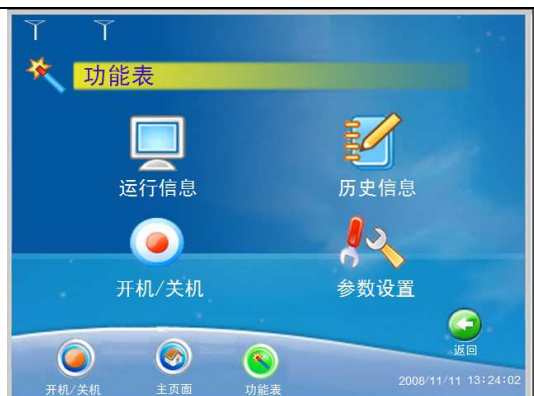 功能表
运行信息 历史信息
开机/关机 参数设置
返回
开机/关机 主页面 功能表
2008/11/11 13:24:02